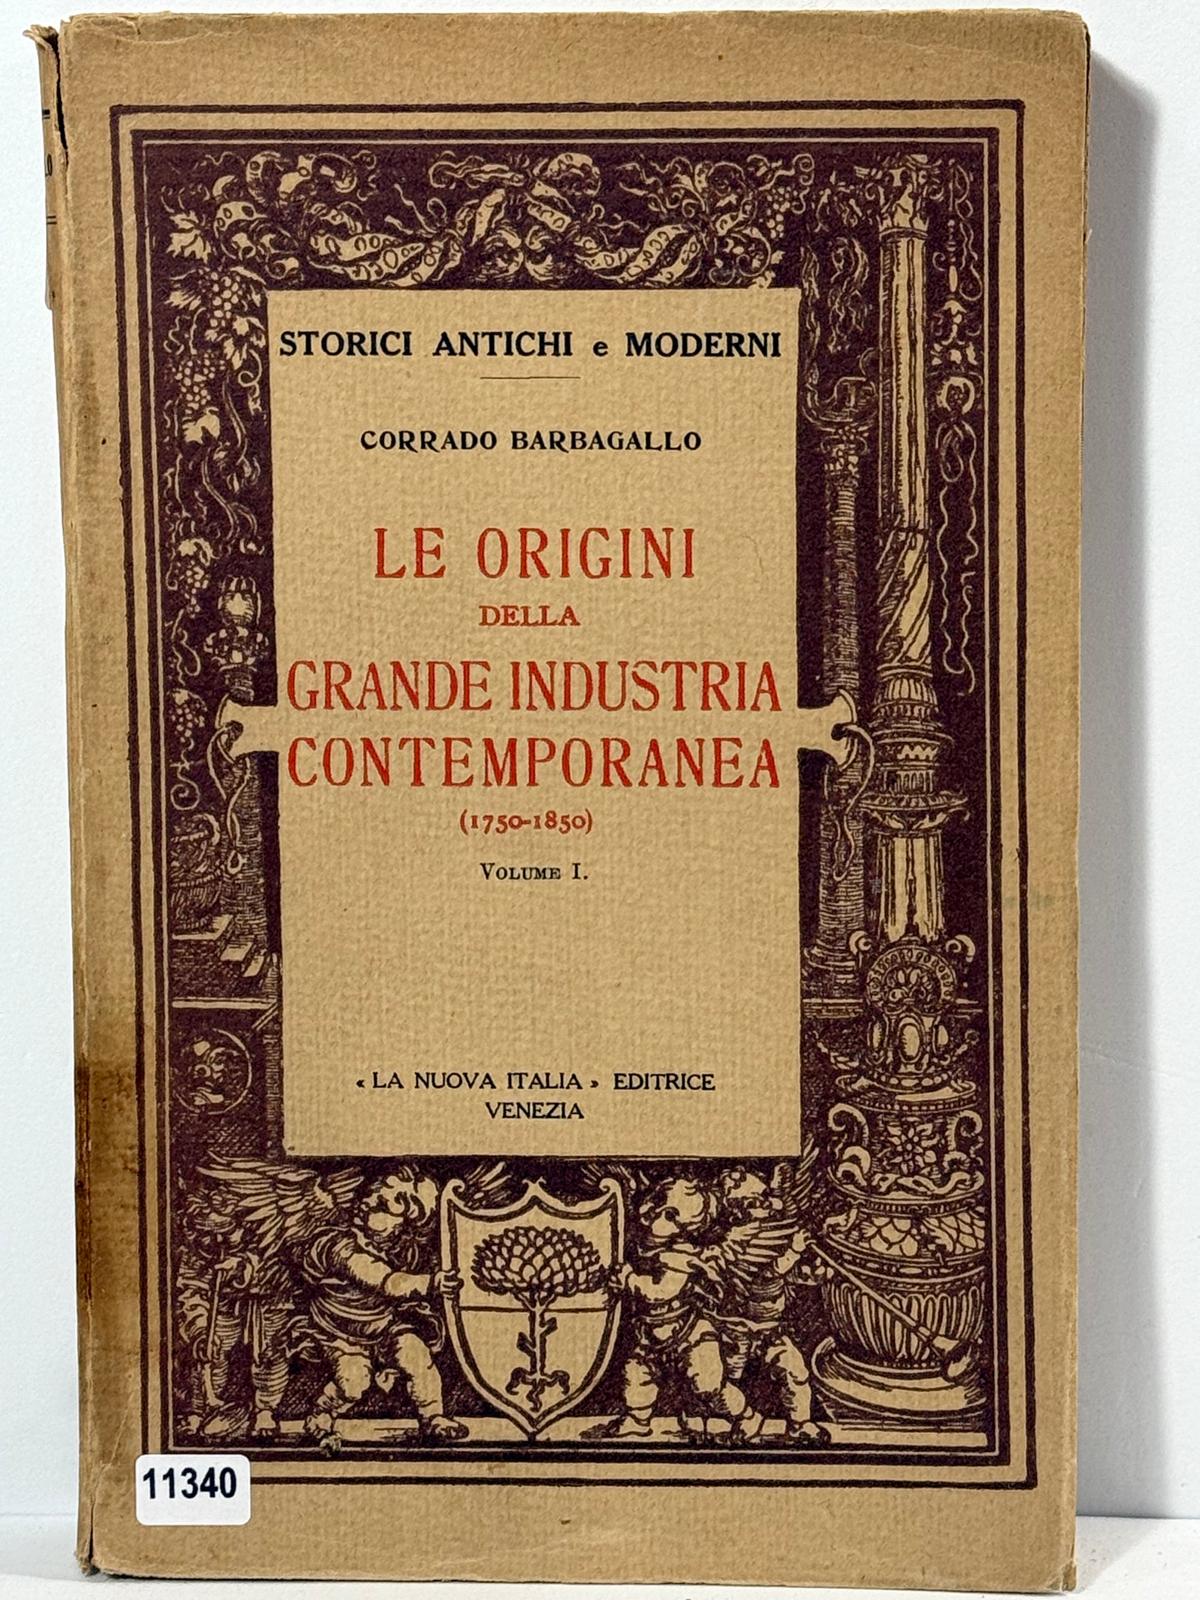 STORICI ANTICHI e MODERNI
CORRADO BARBAGALLO
LE ORIGINI
DELLA
GRANDE INDUSTRIA
CONTEMPORANEA
(1750-1850)
VOLUME I.
« LA NUOVA ITALIA » EDITRICE
VENEZIA
11340